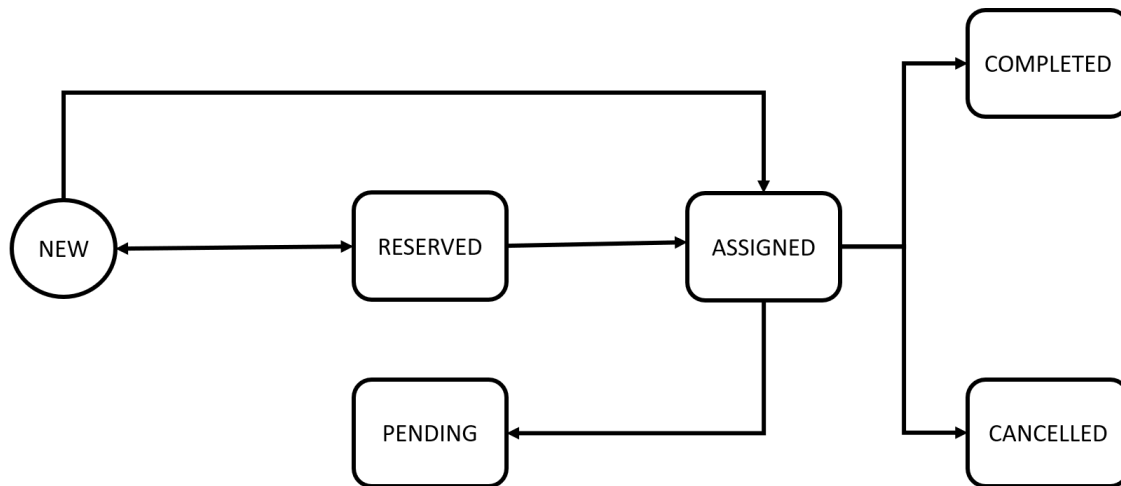 COMPLETED
NEW
RESERVED
ASSIGNED
PENDING
CANCELLED